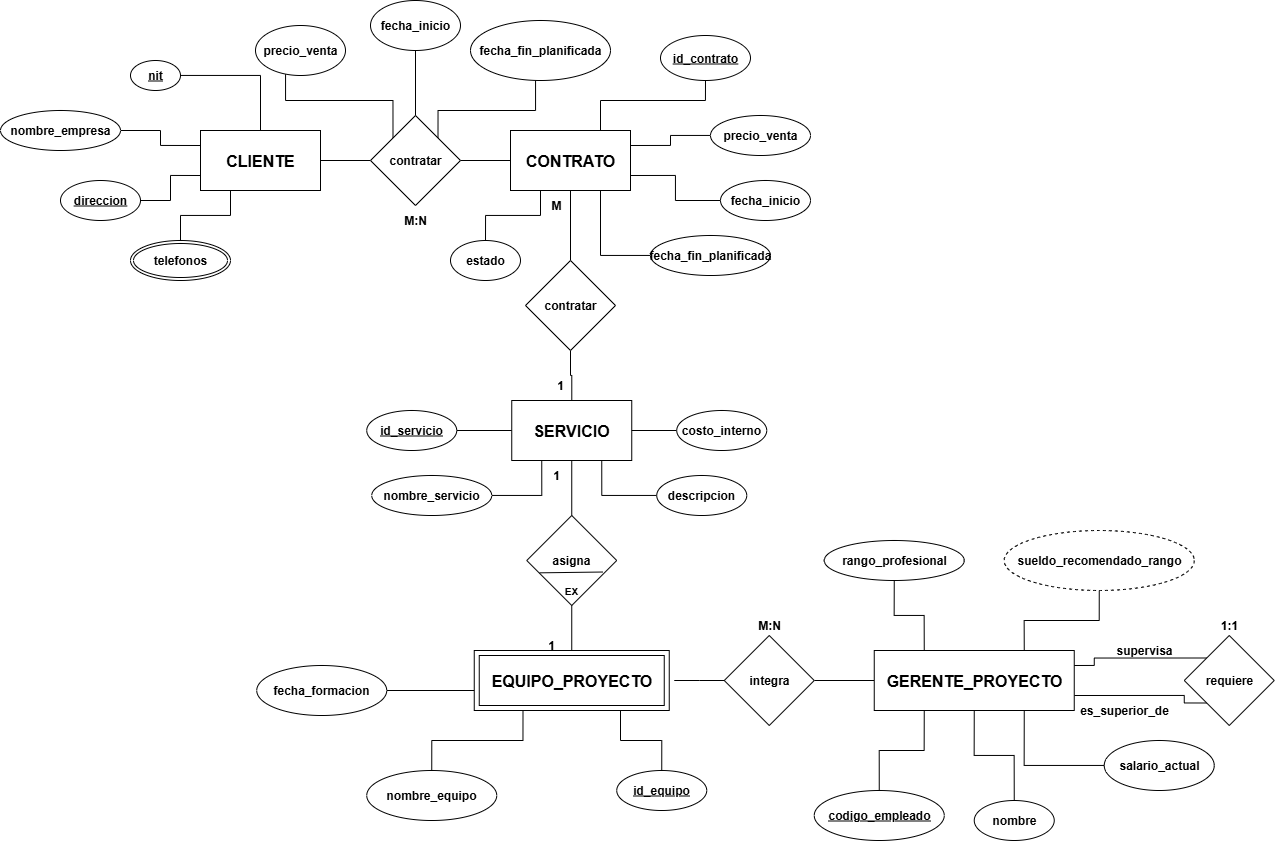 fecha_inicio
precio_venta
fecha_fin_planificada
id_contrato
nit
nombre_empresa
precio_venta
CLIENTE
contratar
CONTRATO
direccion
M
fecha_inicio
M:N
telefonos
estado
fecha_fin_planificada
contratar
1
id_servicio
SERVICIO
costo_interno
1
nombre_servicio
descripcion
asigna
EX
rango_profesional
sueldo_recomendado_rango
M:N
1:1
1
supervisa
EQUIPO_PROYECTO
integra
GERENTE_PROYECTO
requiere
fecha_formacion
es_superior_de
salario_actual
nombre_equipo
id_equipo
codigo_empleado
nombre